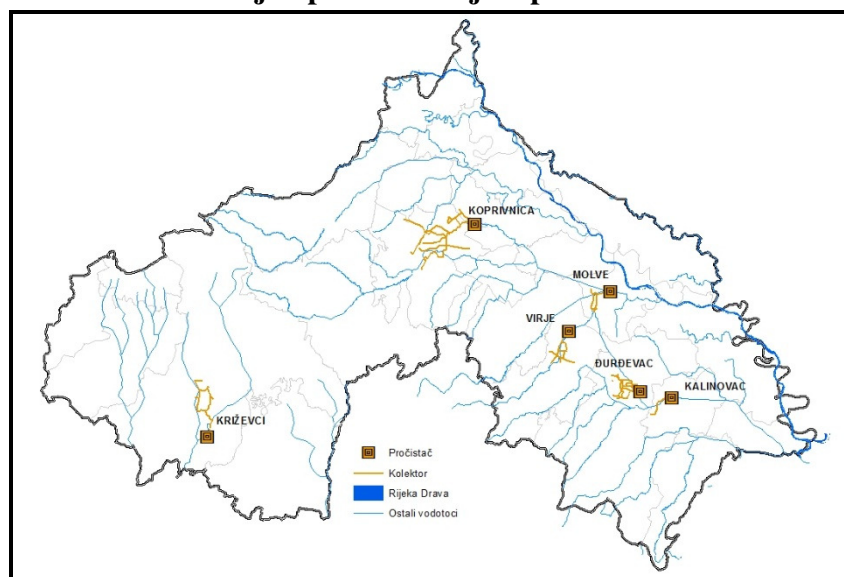 KOPRIVNICA
MOLVE
VIRJE
ĐURĐEVAC
KALINOVAC
KRIŽEVCI
Pročistač
Kolektor
Rijeka Drava
Ostali vodotoci